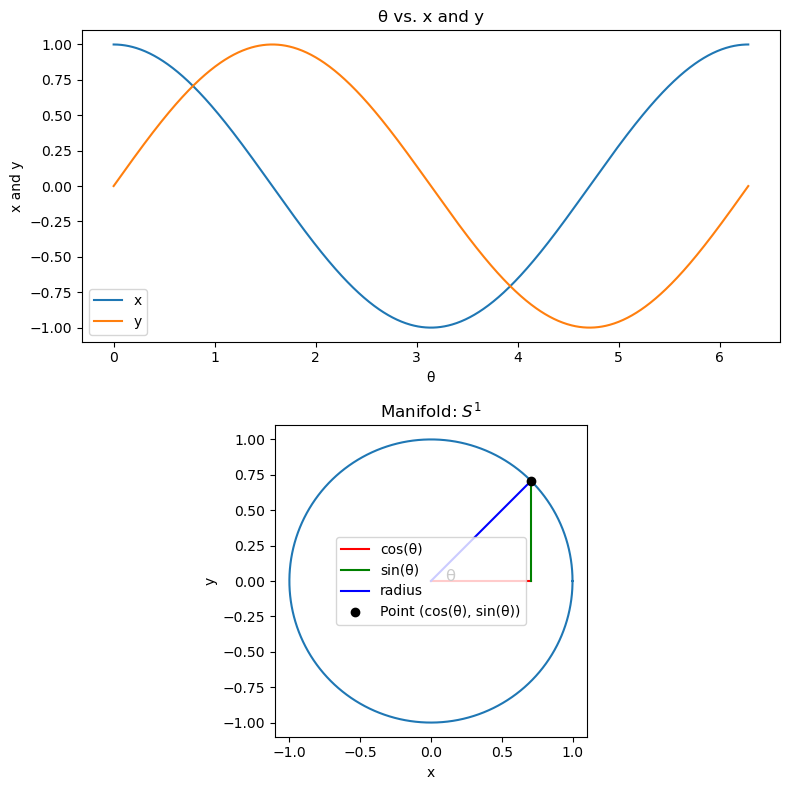 θ vs. x and y
1.00
0.75
0.50
0.25
0.00
−0.25
−0.50
−0.75
−1.00
x and y
x
y
0 1 2 3 4 5 6
θ
Manifold: $S^1$
1.00
0.75
0.50
0.25
0.00
−0.25
−0.50
−0.75
−1.00
y
cos(θ)
sin(θ)
radius
Point (cos(θ), sin(θ))
θ
−1.0 −0.5 0.0 0.5 1.0
x